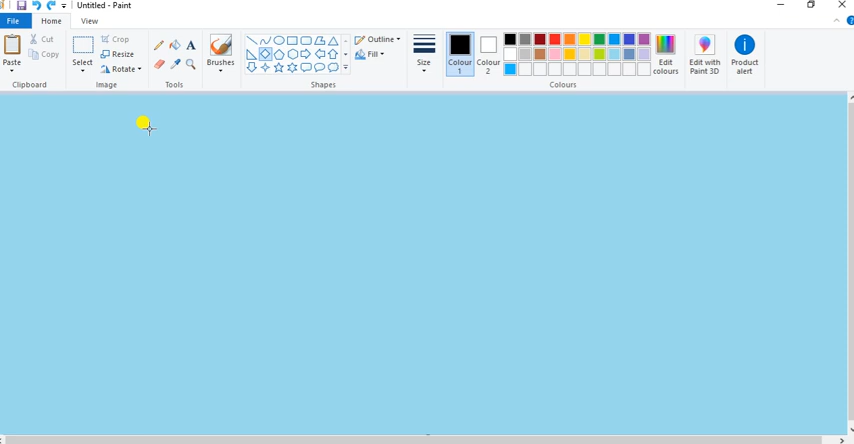 Untitled - Paint
File Home View
Paste
Cut
Copy
Clipboard
Select
Crop
Resize
Rotate
Image
A
Tools
Brushes
Outline
Fill
Shapes
Size
Colour
1
Colour
2
Edit
colours
Colours
Edit with
Paint 3D
Product
alert